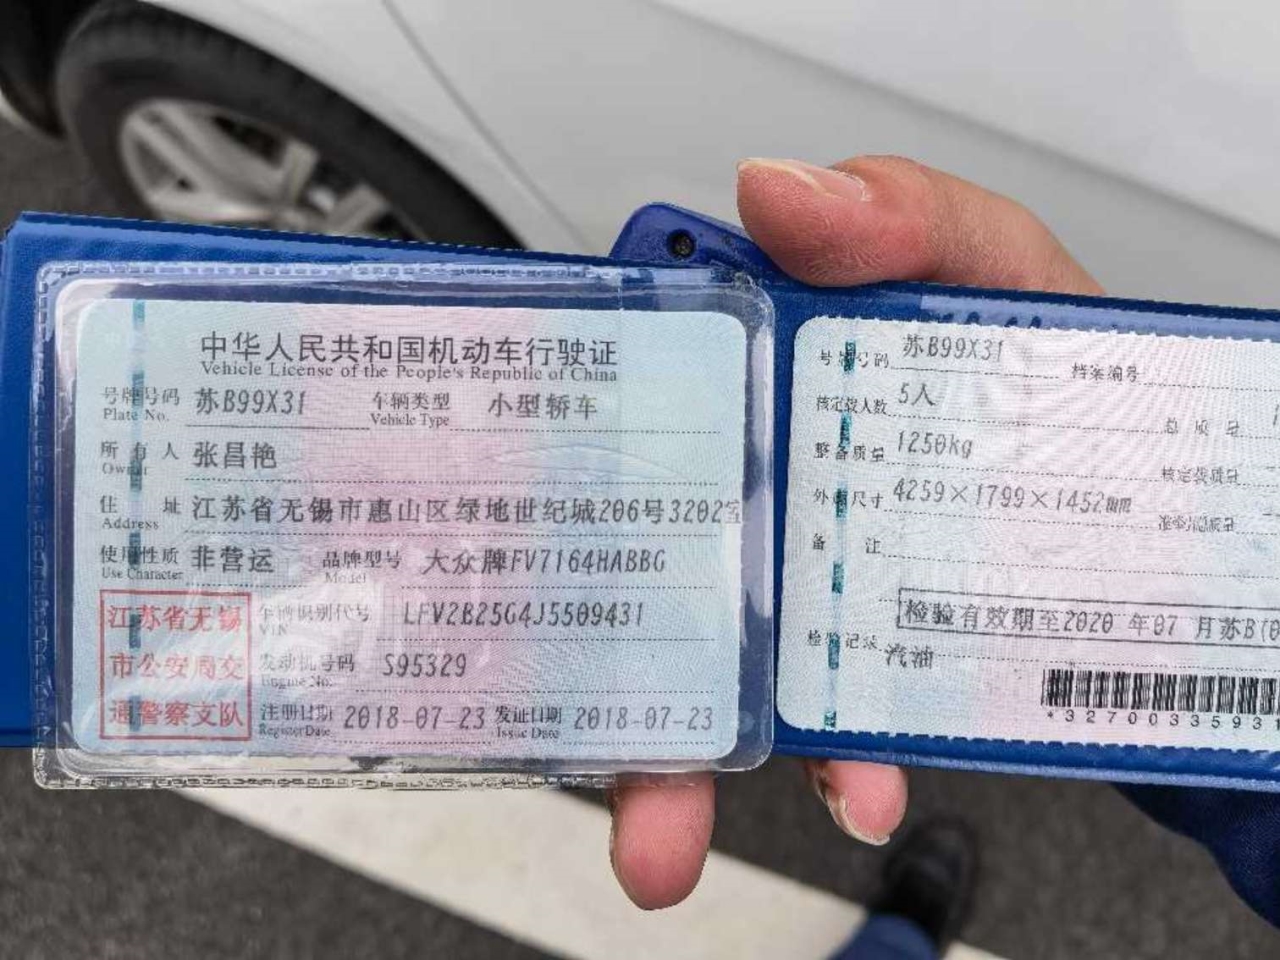 中华人民共和国机动车行驶证
Vehicle License of the People's Republic of China
号牌号码 苏B99X31 车辆类型 小型轿车
Plate No. Vehicle Type
所有人 张昌艳
Owner
住址 江苏省无锡市惠山区绿地世纪城206号3202室
Address
使用性质 非营运 品牌型号 大众牌FV7164HABBG
Use Character Model
江苏省无锡
市公安局交
通警察支队
车辆识别代号 LFV2B25G4J5509431
VIN
发动机号码 S95329
Engine No.
注册日期 2018-07-23 发证日期 2018-07-23
Register Date Issue Date
号牌号码 苏B99X31 档案编号
核定载人数 5人 总质量
整备质量 1250kg 核定载质量
外廓尺寸 4259×1799×1452mm 准牵引总质量
备注
检验有效期至2020年07月苏B(0
检验记录 汽油
*327003359 3